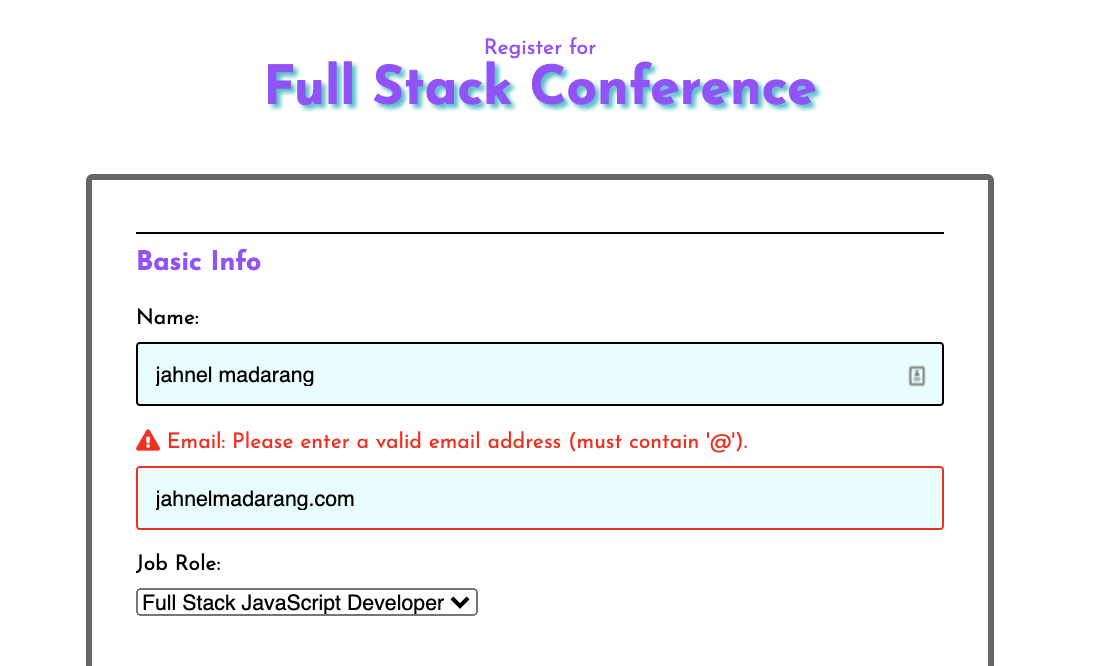 Register for
Full Stack Conference
Basic Info
Name:
jahnel madarang
Email: Please enter a valid email address (must contain '@').
jahnelmadarang.com
Job Role:
Full Stack JavaScript Developer